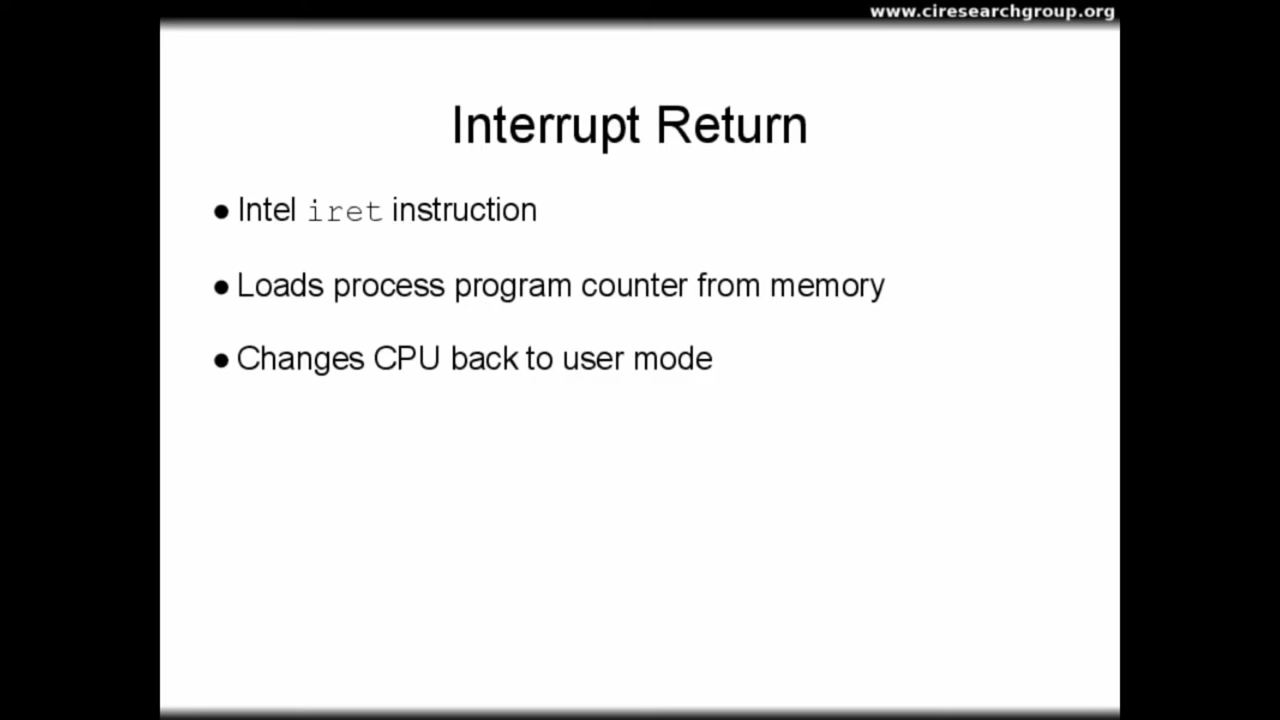 www.ciresearchgroup.org
Interrupt Return
● Intel iret instruction
● Loads process program counter from memory
● Changes CPU back to user mode